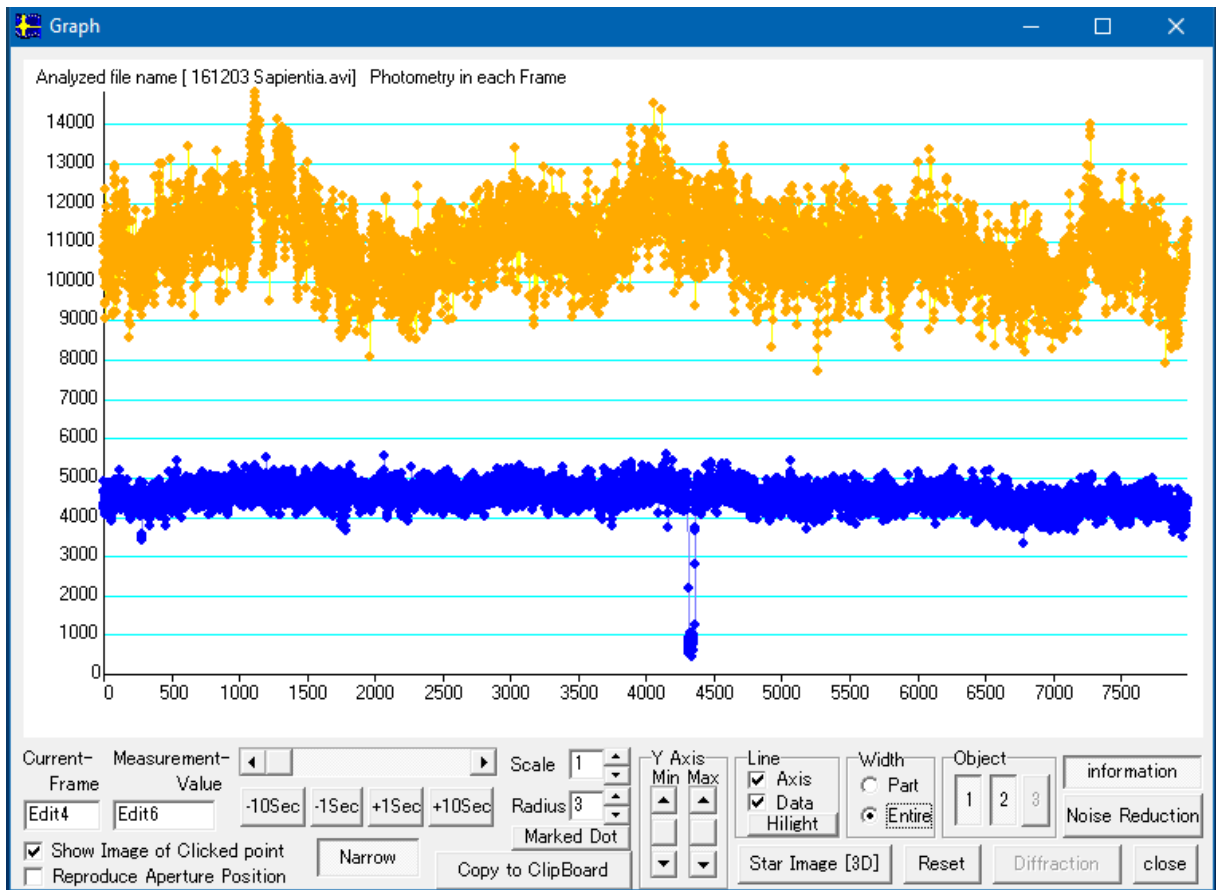 Graph
Analyzed file name [ 161203 Sapientia.avi]   Photometry in each Frame
14000
13000
12000
11000
10000
9000
8000
7000
6000
5000
4000
3000
2000
1000
0
0 500 1000 1500 2000 2500 3000 3500 4000 4500 5000 5500 6000 6500 7000 7500
Current-Frame
Edit4
Measurement-Value
Edit6
-10Sec -1Sec +1Sec +10Sec
Scale 1
Radius 3
Marked Dot
Show Image of Clicked point
Reproduce Aperture Position
Narrow
Copy to ClipBoard
Y Axis
Min Max
Line
Axis
Data
Hilight
Width
Part
Entire
Object
1 2 3
information
Noise Reduction
Star Image [3D]
Reset
Diffraction
close